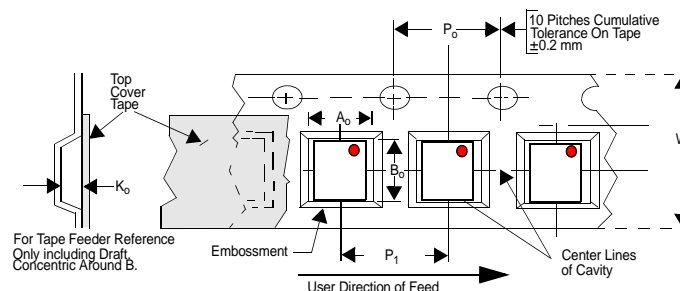 10 Pitches Cumulative
Tolerance On Tape
±0.2 mm
Po
Top
Cover
Tape
Ao
W
Bo
Ko
For Tape Feeder Reference
Only including Draft.
Concentric Around B.
Embossment
P1
Center Lines
of Cavity
User Direction of Feed